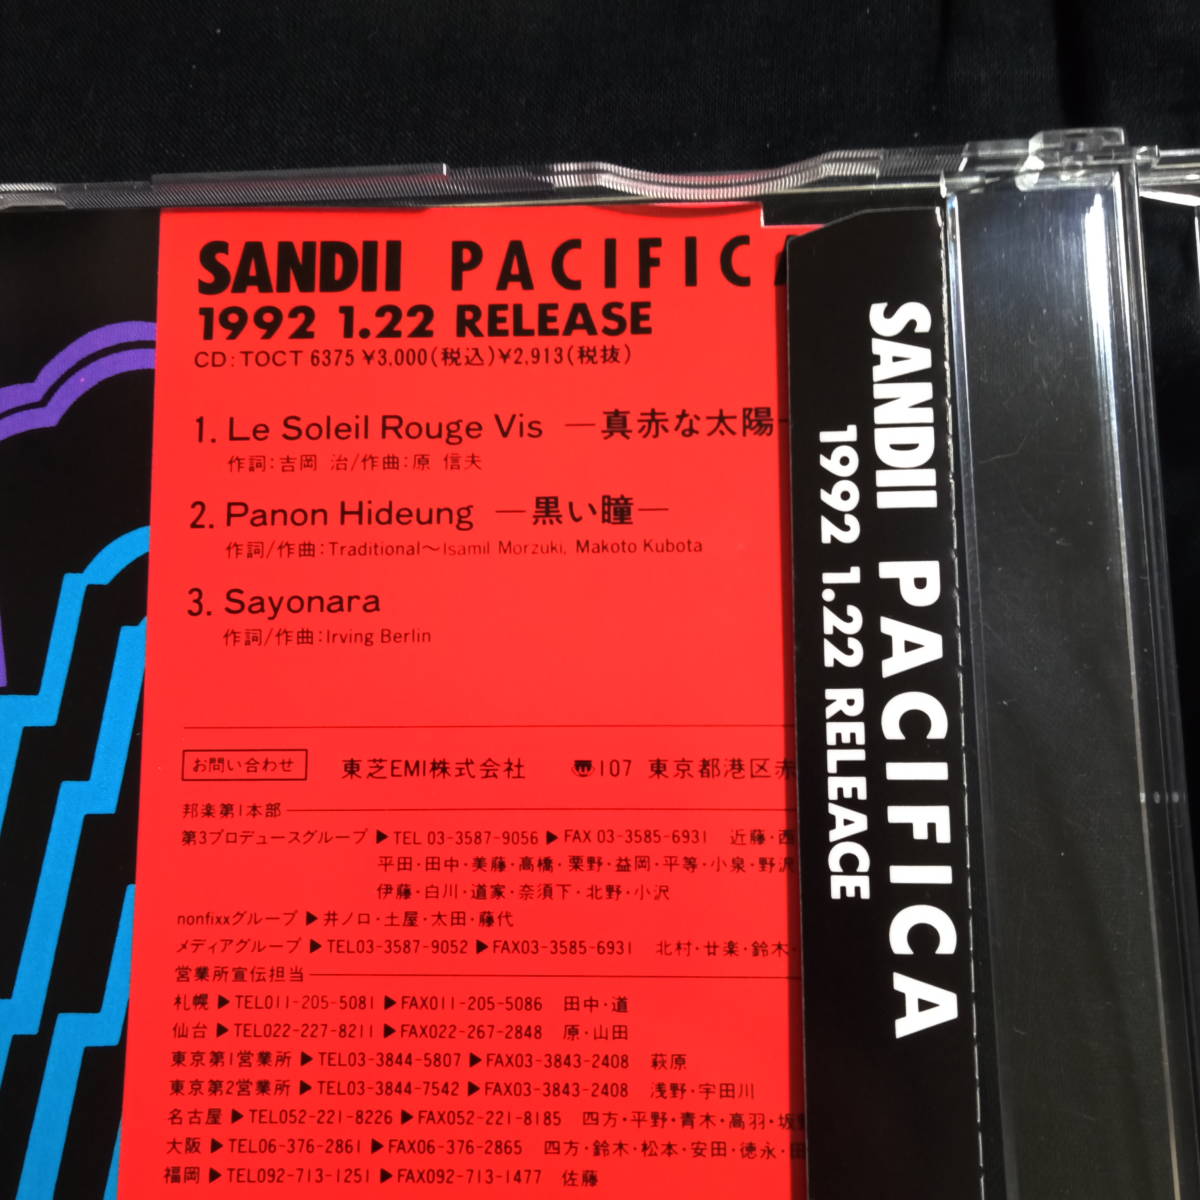 SANDII PACIFICA
1992 1.22 RELEASE
CD:TOCT 6375 ¥3,000(税込)¥2,913(税抜)
1. Le Soleil Rouge Vis —真赤な太陽-
作詞:吉岡 治/作曲:原 信夫
2. Panon Hideung —黒い瞳—
作詞/作曲:Traditional〜Isamil Morzuki, Makoto Kubota
3. Sayonara
作詞/作曲:Irving Berlin
お問い合わせ 東芝EMI株式会社 107 東京都港区赤
邦楽第1本部
第3プロデュースグループ ▶ TEL 03-3587-9056 ▶ FAX 03-3585-6931 近藤・西
平田・田中・美藤・高橋・栗野・益岡・平等・小泉・野沢
伊藤・白川・道家・奈須下・北野・小沢
nonfixxグループ ▶ 井ノ口・土屋・太田・藤代
メディアグループ ▶ TEL03-3587-9052 ▶ FAX03-3585-6931 北村・廿楽・鈴木・
営業所宣伝担当
札幌 ▶ TEL011-205-5081 ▶ FAX011-205-5086 田中・道
仙台 ▶ TEL022-227-8211 ▶ FAX022-267-2848 原・山田
東京第1営業所 ▶ TEL03-3844-5807 ▶ FAX03-3843-2408 萩原
東京第2営業所 ▶ TEL03-3844-7542 ▶ FAX03-3843-2408 浅野・宇田川
名古屋 ▶ TEL052-221-8226 ▶ FAX052-221-8185 四方・平野・青木・高羽・坂野
大阪 ▶ TEL06-376-2861 ▶ FAX06-376-2865 四方・鈴木・松本・安田・徳永・田
福岡 ▶ TEL092-713-1251 ▶ FAX092-713-1477 佐藤
SANDII PACIFICA
1992 1.22 RELEACE